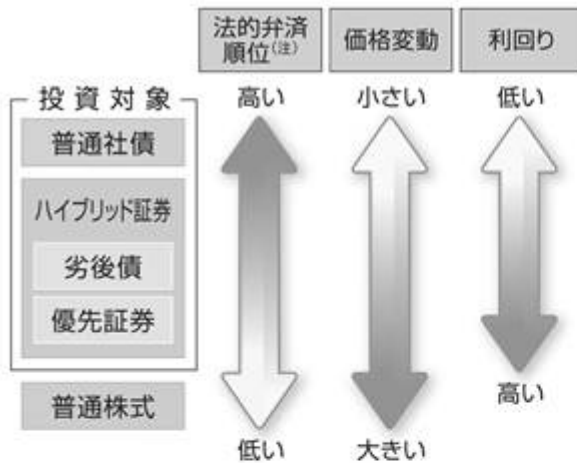 法的弁済
順位(注)
価格変動
利回り
高い
小さい
低い
投資対象
普通社債
ハイブリッド証券
劣後債
優先証券
普通株式
高い
低い
大きい